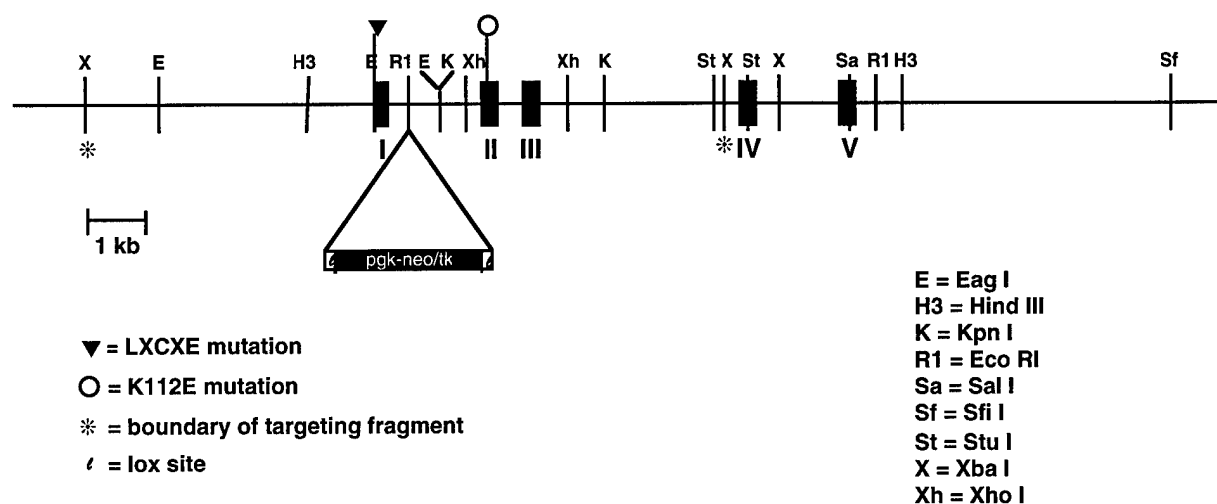 X E H3 E R1 E K Xh Xh K St X St X Sa R1 H3 Sf
I II III IV V
1 kb
ℓ pgk-neo/tk ℓ
▼ = LXCXE mutation
O = K112E mutation
※ = boundary of targeting fragment
ℓ = lox site
E = Eag I
H3 = Hind III
K = Kpn I
R1 = Eco RI
Sa = Sal I
Sf = Sfi I
St = Stu I
X = Xba I
Xh = Xho I